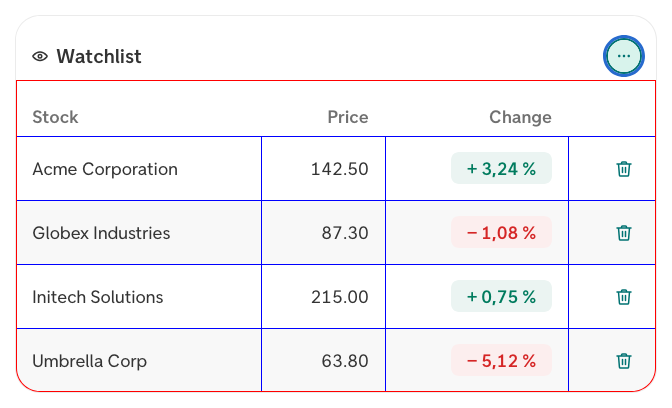 Watchlist
Stock Price Change
Acme Corporation 142.50 + 3,24 %
Globex Industries 87.30 − 1,08 %
Initech Solutions 215.00 + 0,75 %
Umbrella Corp 63.80 − 5,12 %